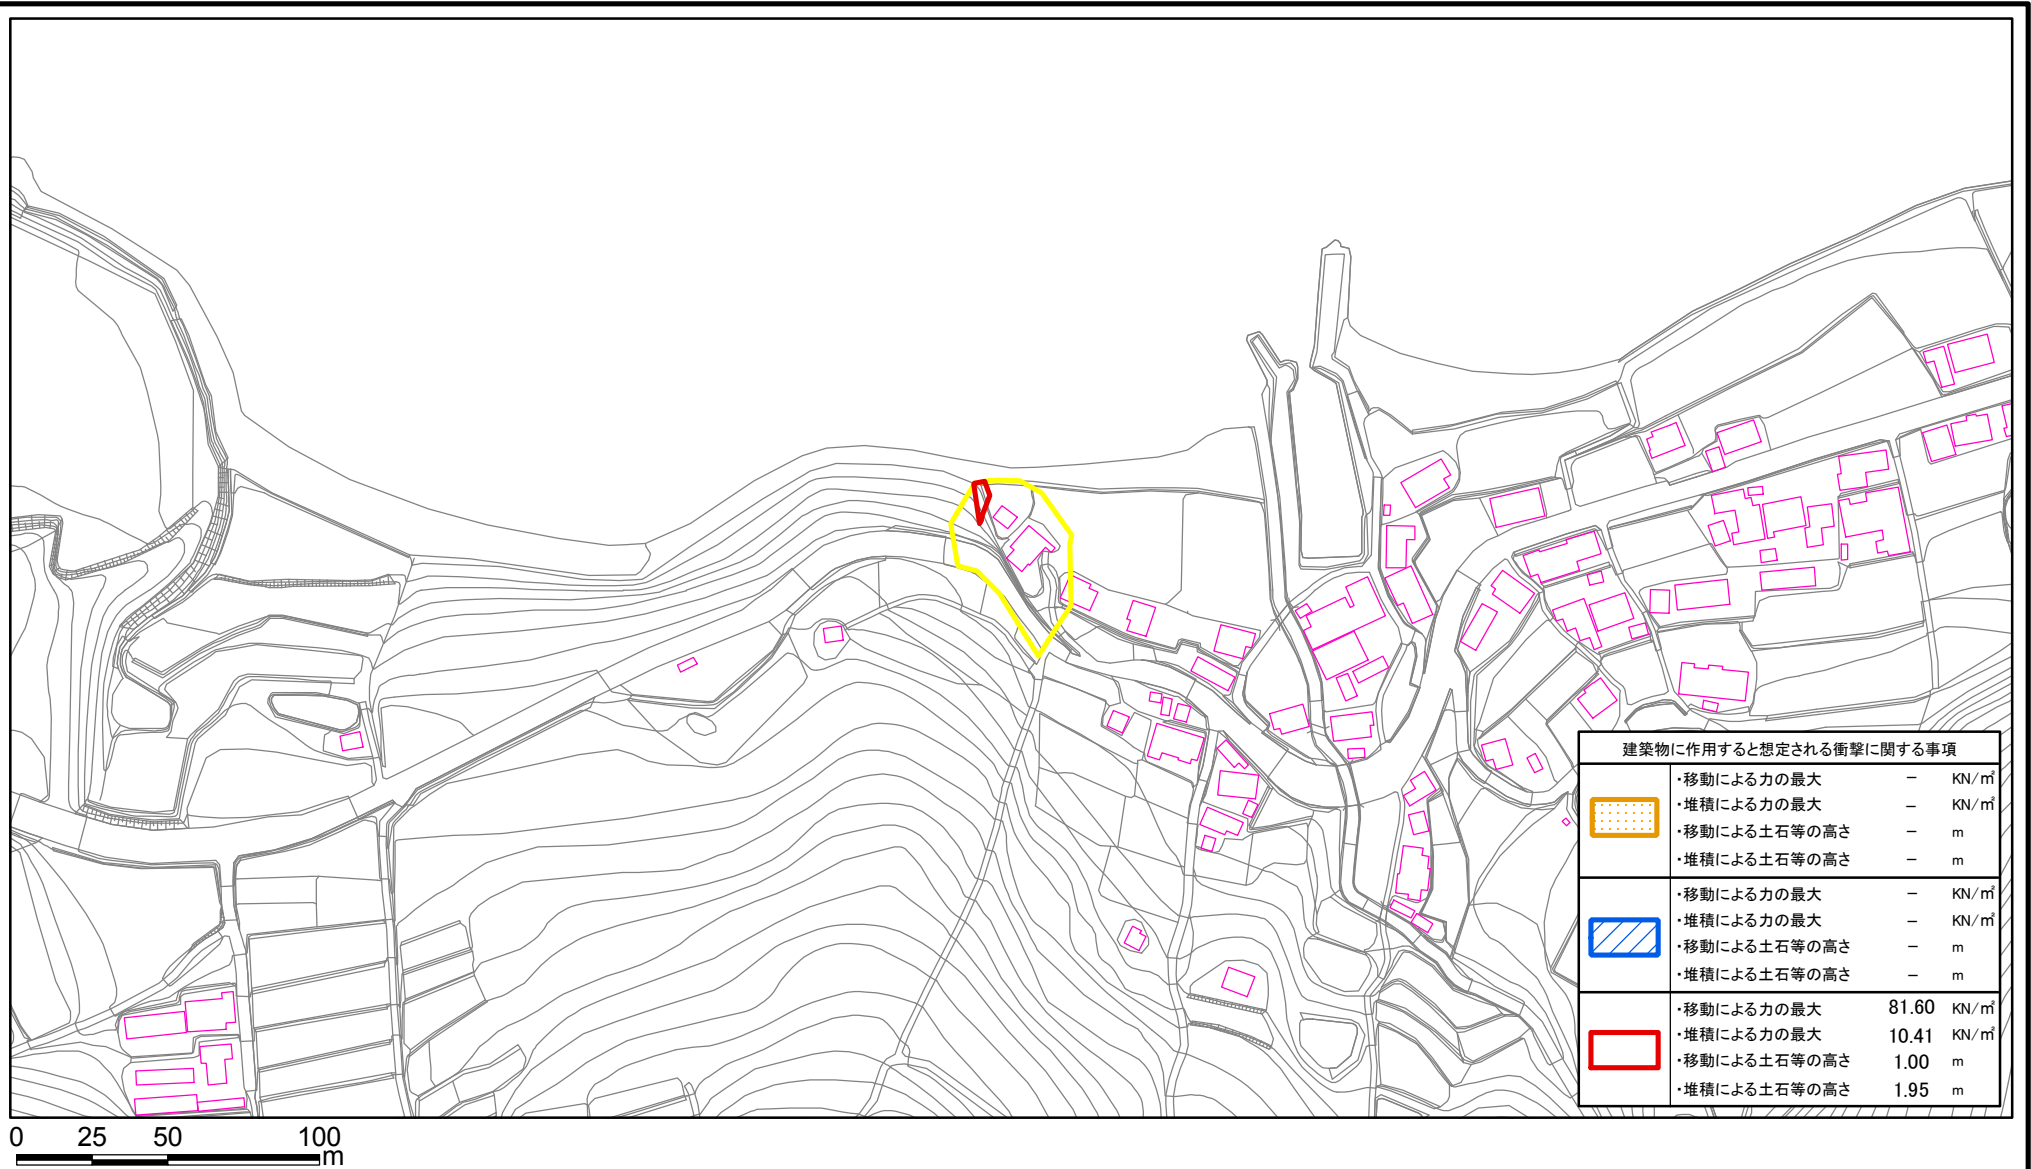 建築物に作用すると想定される衝撃に関する事項
・移動による力の最大 － KN/㎡
・堆積による力の最大 － KN/㎡
・移動による土石等の高さ － m
・堆積による土石等の高さ － m
・移動による力の最大 － KN/㎡
・堆積による力の最大 － KN/㎡
・移動による土石等の高さ － m
・堆積による土石等の高さ － m
・移動による力の最大 81.60 KN/㎡
・堆積による力の最大 10.41 KN/㎡
・移動による土石等の高さ 1.00 m
・堆積による土石等の高さ 1.95 m
0 25 50 100
m